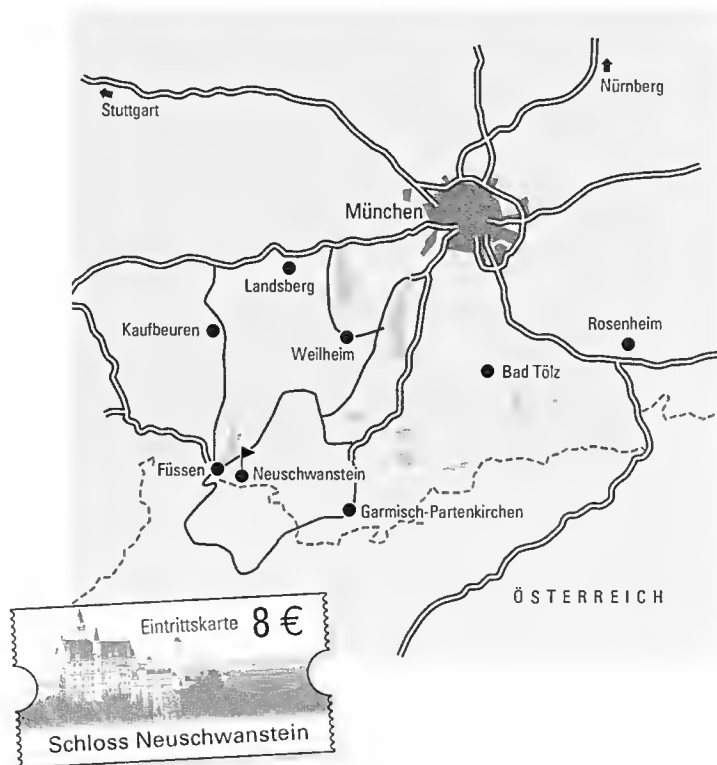 Stuttgart
Nürnberg
München
Landsberg
Kaufbeuren
Weilheim
Rosenheim
Bad Tölz
Füssen
Neuschwanstein
Garmisch-Partenkirchen
ÖSTERREICH
Eintrittskarte 8 €
Schloss Neuschwanstein